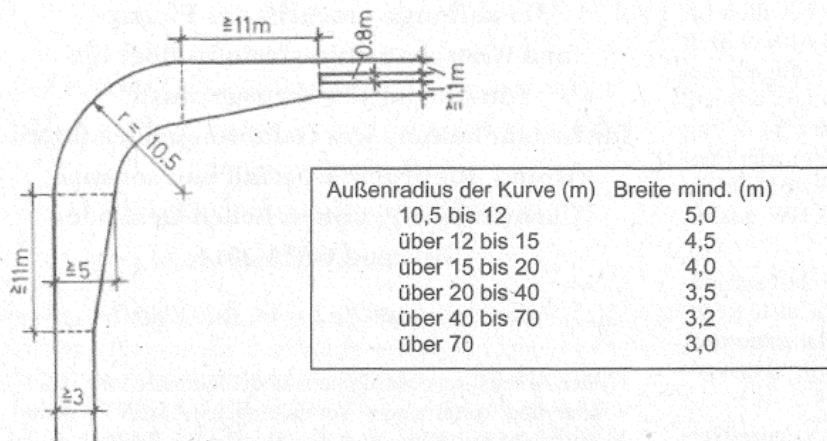 ≧11m
0.8m
≧1.1m
r = 10.5
≧11m
≧5
≧3
Außenradius der Kurve (m) Breite mind. (m)
10,5 bis 12 5,0
über 12 bis 15 4,5
über 15 bis 20 4,0
über 20 bis 40 3,5
über 40 bis 70 3,2
über 70 3,0